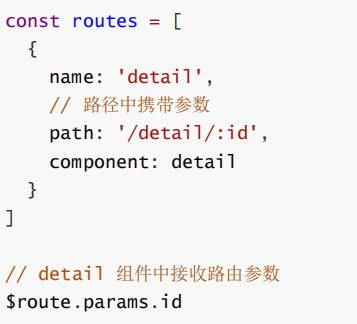 const routes = [
  {
    name: 'detail',
    // 路径中携带参数
    path: '/detail/:id',
    component: detail
  }
]
// detail 组件中接收路由参数
$route.params.id